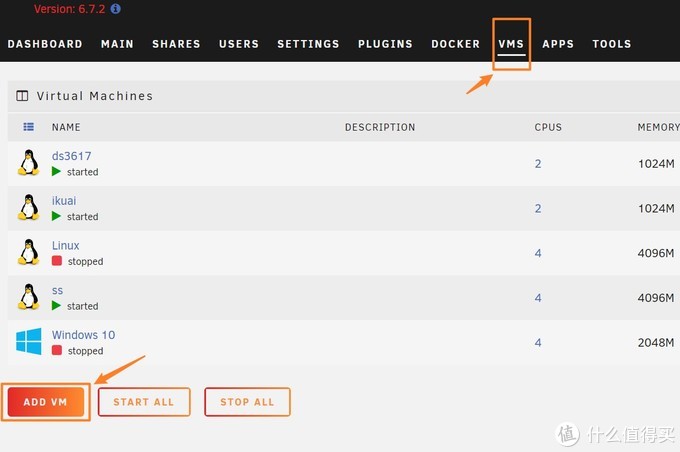 Version: 6.7.2
DASHBOARD MAIN SHARES USERS SETTINGS PLUGINS DOCKER VMS APPS TOOLS
Virtual Machines
NAME DESCRIPTION CPUS MEMORY
ds3617 2 1024M
started
ikuai 2 1024M
started
Linux 4 4096M
stopped
ss 4 4096M
started
Windows 10 4 2048M
stopped
ADD VM START ALL STOP ALL
值 什么值得买